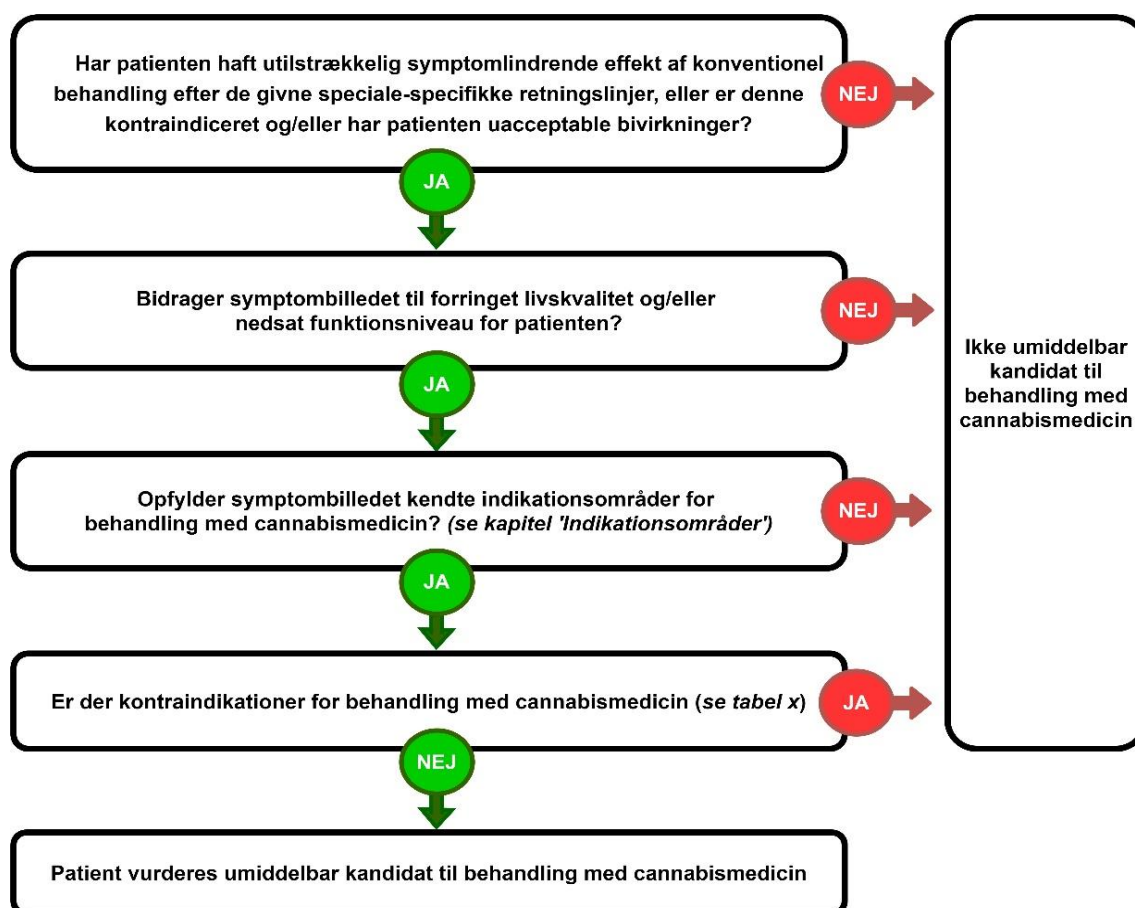 Har patienten haft utilstrækkelig symptomlindrende effekt af konventionel
behandling efter de givne speciale-specifikke retningslinjer, eller er denne
kontraindiceret og/eller har patienten uacceptable bivirkninger?
NEJ
JA
Bidrager symptombilledet til forringet livskvalitet og/eller
nedsat funktionsniveau for patienten?
NEJ
JA
Opfylder symptombilledet kendte indikationsområder for
behandling med cannabismedicin? (se kapitel 'Indikationsområder')
NEJ
JA
Er der kontraindikationer for behandling med cannabismedicin (se tabel x)
JA
NEJ
Patient vurderes umiddelbar kandidat til behandling med cannabismedicin
Ikke umiddelbar
kandidat til
behandling med
cannabismedicin